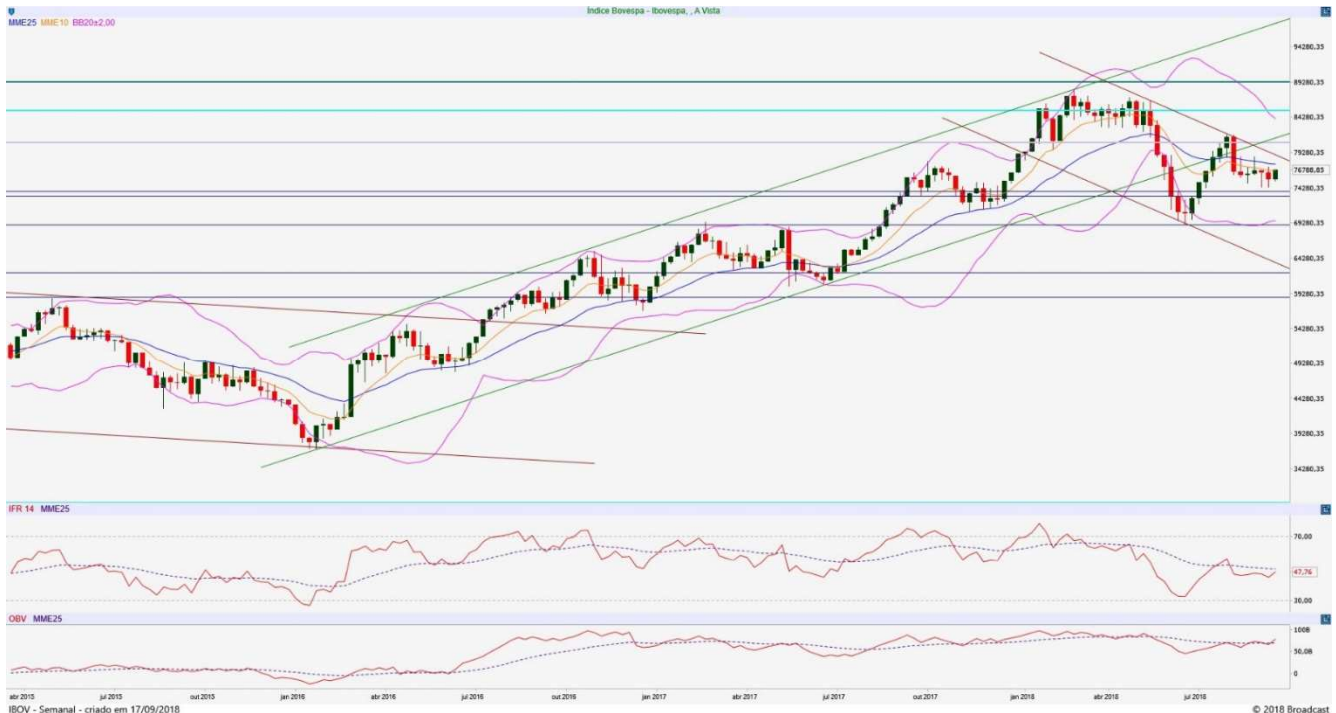 Índice Bovespa - Ibovespa, , A Vista
MME25 MME10 BB20±2,00
94280,35
89280,35
84280,35
79280,35
76788,85
74280,35
69280,35
64280,35
59280,35
54280,35
49280,35
44280,35
39280,35
34280,35
IFR 14 MME25
70,00
47,76
30,00
OBV MME25
100B
50,0B
0
abr 2015 jul 2015 out 2015 jan 2016 abr 2016 jul 2016 out 2016 jan 2017 abr 2017 jul 2017 out 2017 jan 2018 abr 2018 jul 2018
IBOV - Semanal - criado em 17/09/2018 © 2018 Broadcast